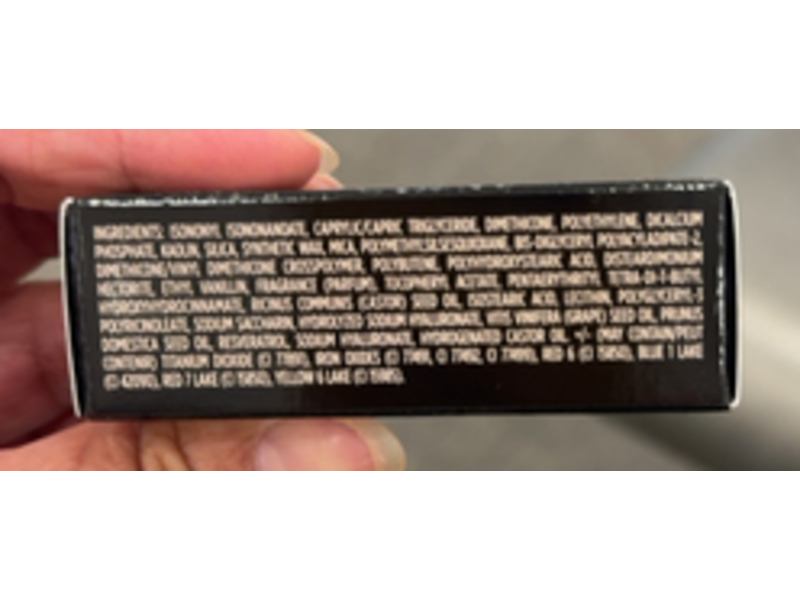 INGREDIENTS: ISONONYL ISONONANOATE, CAPRYLIC/CAPRIC TRIGLYCERIDE, DIMETHICONE, POLYETHYLENE, DICALCIUM
PHOSPHATE, KAOLIN, SILICA, SYNTHETIC WAX, MICA, POLYMETHYLSILSESQUIOXANE, BIS-DIGLYCERYL POLYACYLADIPATE-2,
DIMETHICONE/VINYL DIMETHICONE CROSSPOLYMER, POLYBUTENE, POLYHYDROXYSTEARIC ACID, DISTEARDIMONIUM
HECTORITE, ETHYL VANILLIN, FRAGRANCE (PARFUM), TOCOPHERYL ACETATE, PENTAERYTHRITYL TETRA-DI-T-BUTYL
HYDROXYHYDROCINNAMATE, RICINUS COMMUNIS (CASTOR) SEED OIL, ISOSTEARIC ACID, LECITHIN, POLYGLYCERYL-3
POLYRICINOLEATE, SODIUM SACCHARIN, HYDROLYZED SODIUM HYALURONATE, VITIS VINIFERA (GRAPE) SEED OIL, PRUNUS
DOMESTICA SEED OIL, RESVERATROL, SODIUM HYALURONATE, HYDROGENATED CASTOR OIL. +/- (MAY CONTAIN/PEUT
CONTENIR) TITANIUM DIOXIDE (CI 77891), IRON OXIDES (CI 77491, CI 77492, CI 77499), RED 6 (CI 15850), BLUE 1 LAKE
(CI 42090), RED 7 LAKE (CI 15850), YELLOW 6 LAKE (CI 15985).